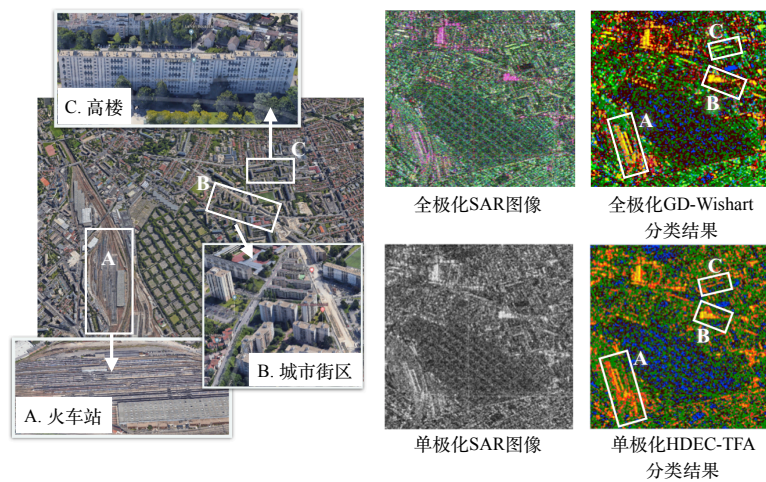 C. 高楼
C
B
A
B. 城市街区
A. 火车站
全极化SAR图像
C
B
A
全极化GD-Wishart
分类结果
单极化SAR图像
C
B
A
单极化HDEC-TFA
分类结果